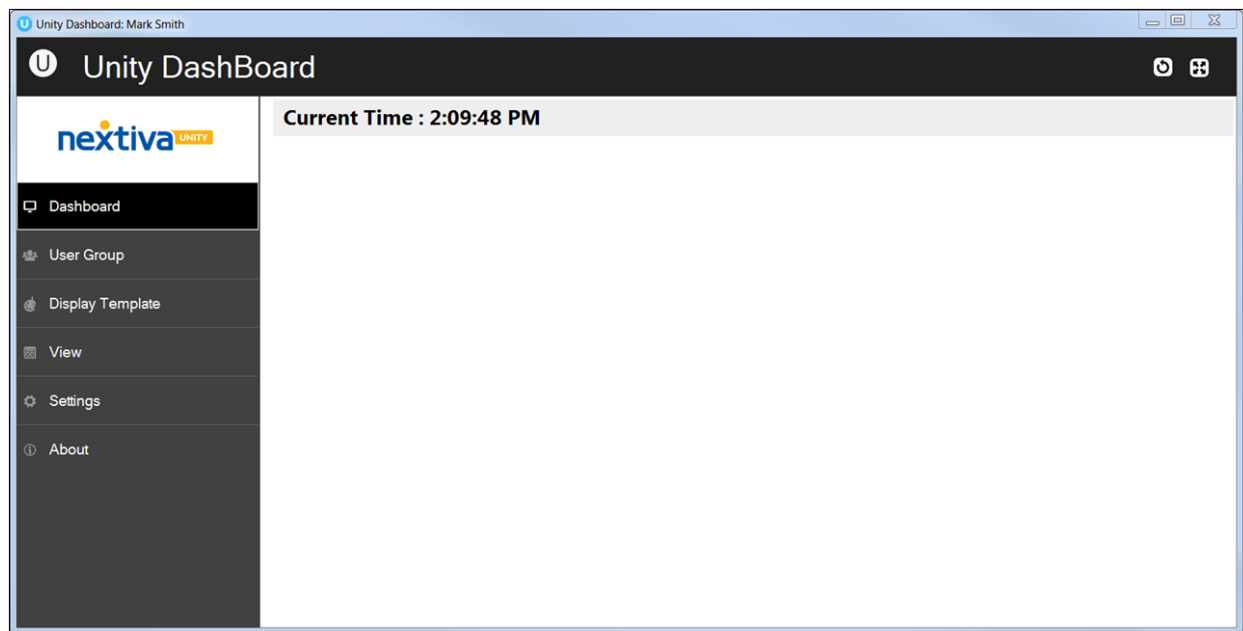 Unity Dashboard: Mark Smith
Unity DashBoard
nextiva UNITY
Current Time : 2:09:48 PM
Dashboard
User Group
Display Template
View
Settings
About